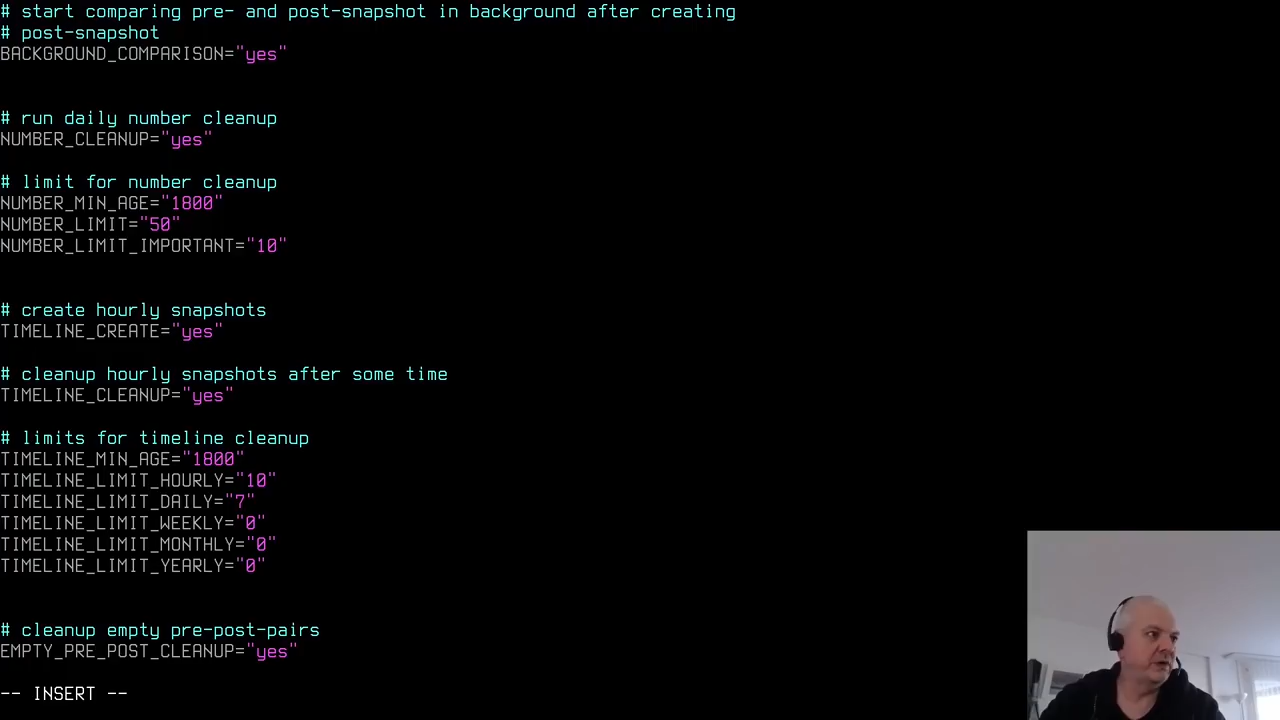 # start comparing pre- and post-snapshot in background after creating
# post-snapshot
BACKGROUND_COMPARISON="yes"
# run daily number cleanup
NUMBER_CLEANUP="yes"
# limit for number cleanup
NUMBER_MIN_AGE="1800"
NUMBER_LIMIT="50"
NUMBER_LIMIT_IMPORTANT="10"
# create hourly snapshots
TIMELINE_CREATE="yes"
# cleanup hourly snapshots after some time
TIMELINE_CLEANUP="yes"
# limits for timeline cleanup
TIMELINE_MIN_AGE="1800"
TIMELINE_LIMIT_HOURLY="10"
TIMELINE_LIMIT_DAILY="7"
TIMELINE_LIMIT_WEEKLY="0"
TIMELINE_LIMIT_MONTHLY="0"
TIMELINE_LIMIT_YEARLY="0"
# cleanup empty pre-post-pairs
EMPTY_PRE_POST_CLEANUP="yes"
-- INSERT --